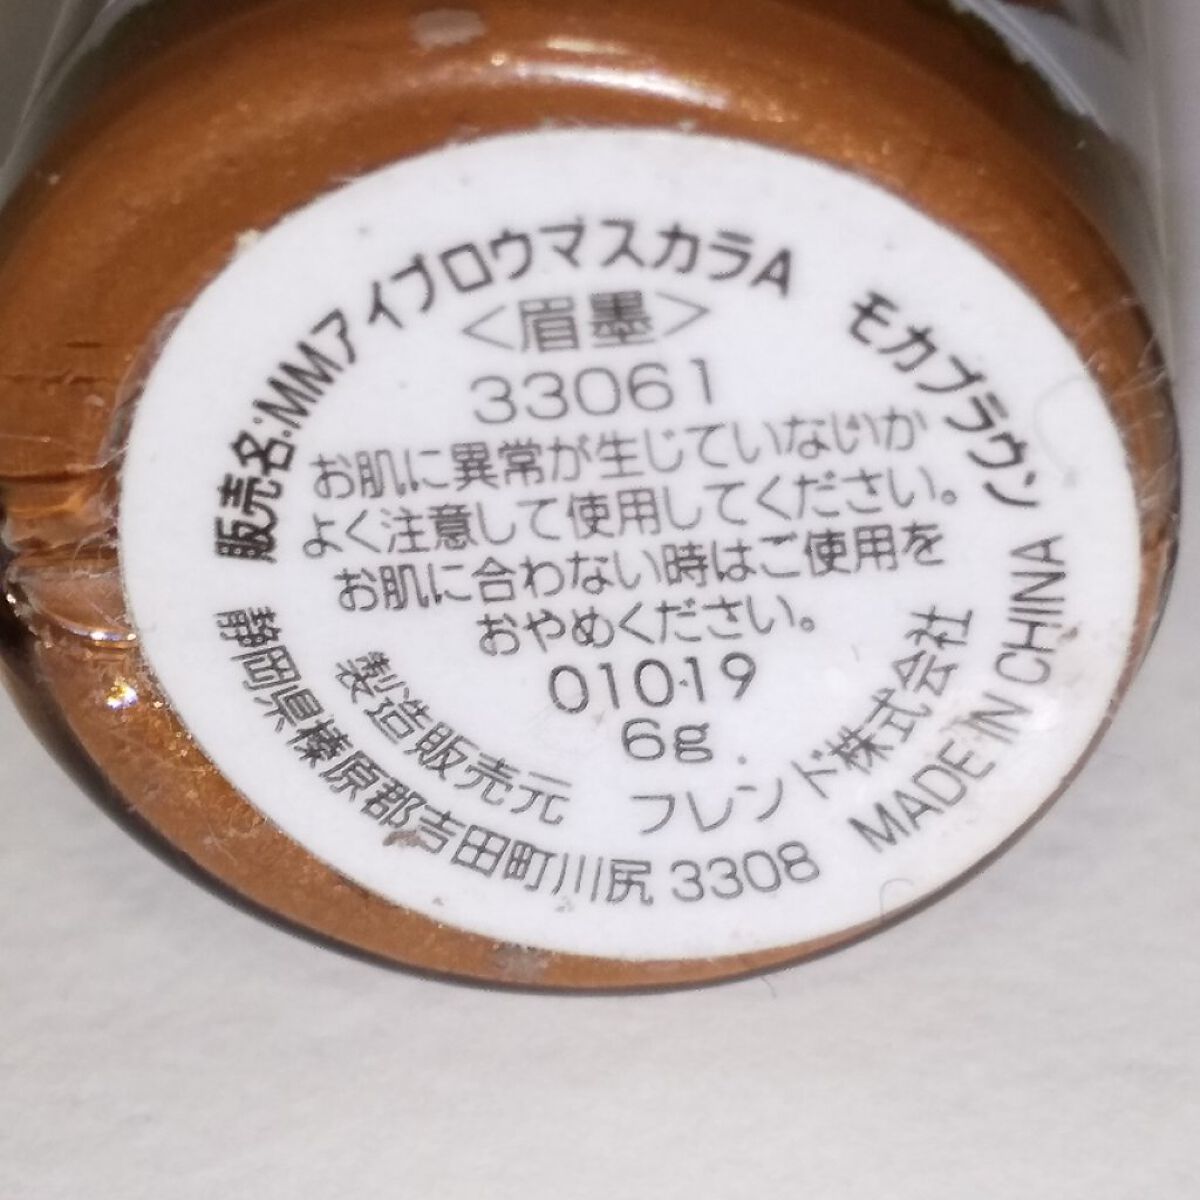 販売名:MMアイブロウマスカラA モカブラウン
＜眉墨＞
33061
お肌に異常が生じていないか
よく注意して使用してください。
お肌に合わない時はご使用を
おやめください。
01019
6g
製造販売元 フレンド株式会社
静岡県榛原郡吉田町川尻 3308
MADE IN CHINA